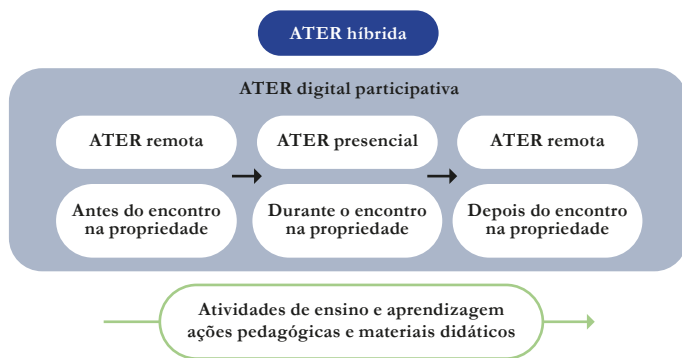 ATER híbrida
ATER digital participativa
ATER remota
ATER presencial
ATER remota
Antes do encontro
na propriedade
Durante o encontro
na propriedade
Depois do encontro
na propriedade
Atividades de ensino e aprendizagem
ações pedagógicas e materiais didáticos